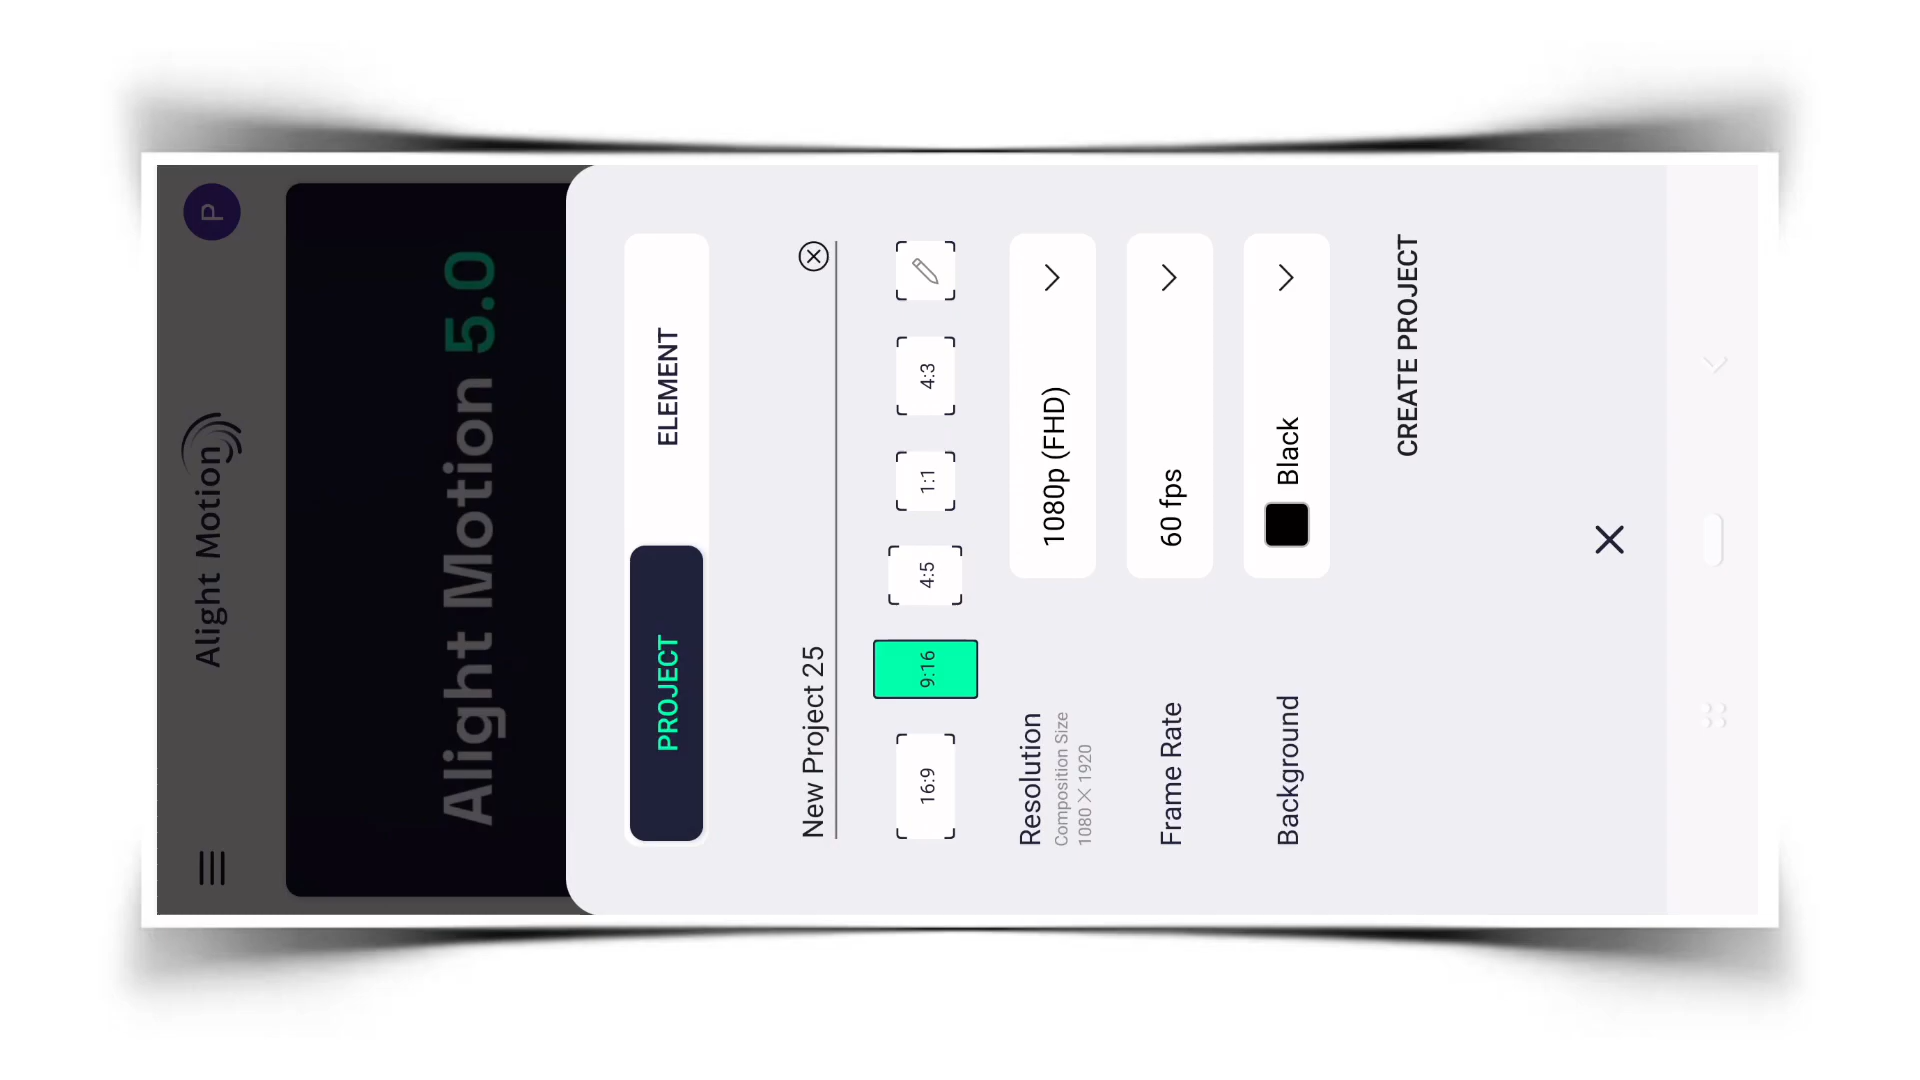 Alight Motion
P
Alight Motion 5.0
PROJECT
ELEMENT
New Project 25
16:9
9:16
4:5
1:1
4:3
Resolution
Composition Size
1080 × 1920
1080p (FHD)
Frame Rate
60 fps
Background
Black
CREATE PROJECT